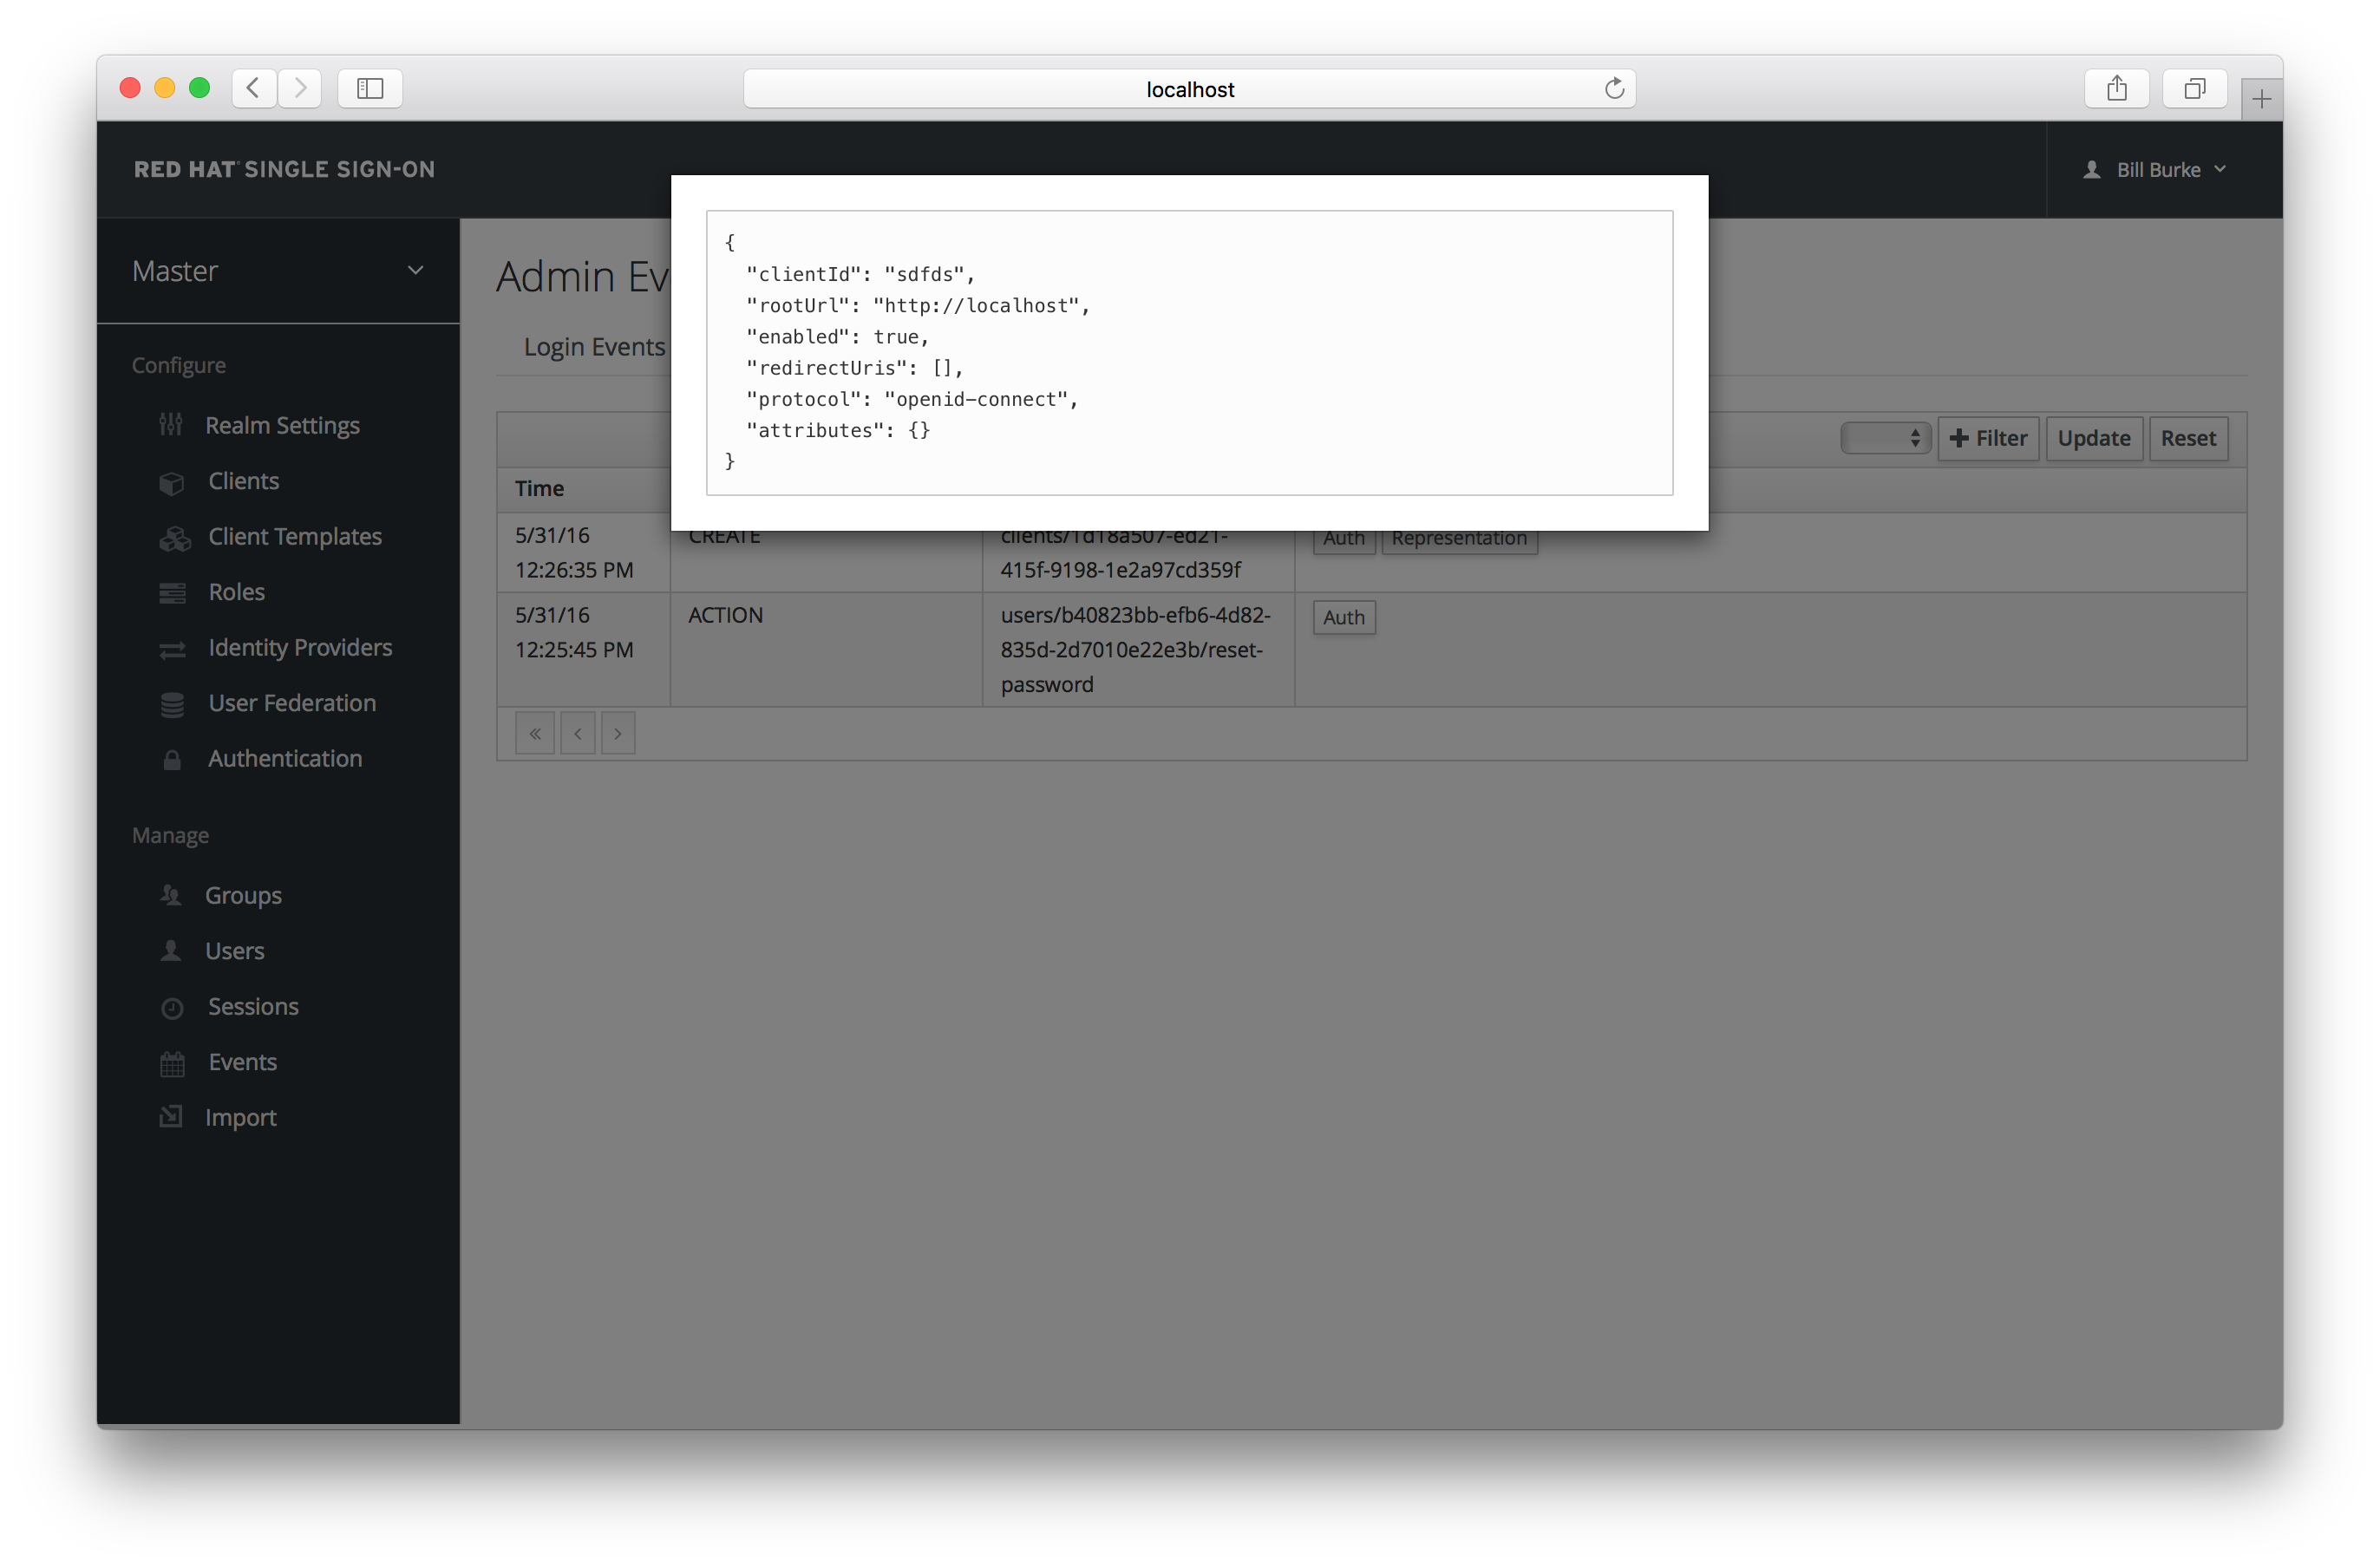 localhost
RED HAT® SINGLE SIGN-ON
Bill Burke
Master
Configure
Realm Settings
Clients
Client Templates
Roles
Identity Providers
User Federation
Authentication
Manage
Groups
Users
Sessions
Events
Import
Admin Ev
Login Events
{
"clientId": "sdfds",
"rootUrl": "http://localhost",
"enabled": true,
"redirectUris": [],
"protocol": "openid-connect",
"attributes": {}
}
Filter Update Reset
Time
5/31/16 CREATE clients/1d18a507-ed21- Auth Representation
12:26:35 PM 415f-9198-1e2a97cd359f
5/31/16 ACTION users/b40823bb-efb6-4d82- Auth
12:25:45 PM 835d-2d7010e22e3b/reset-
password